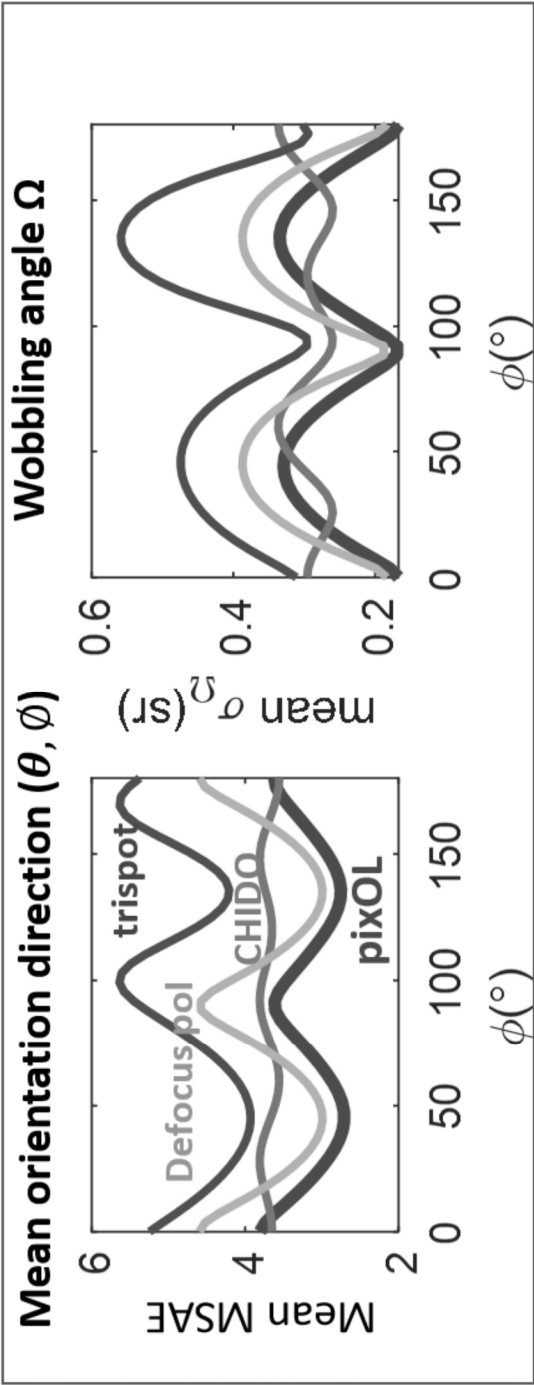 Mean orientation direction (θ, ∅)
Mean MSAE
6
4
2
trispot
Defocus pol
CHIDO
pixOL
0
50
100
150
ϕ(°)
Wobbling angle Ω
mean σ_Ω(sr)
0.6
0.4
0.2
0
50
100
150
ϕ(°)